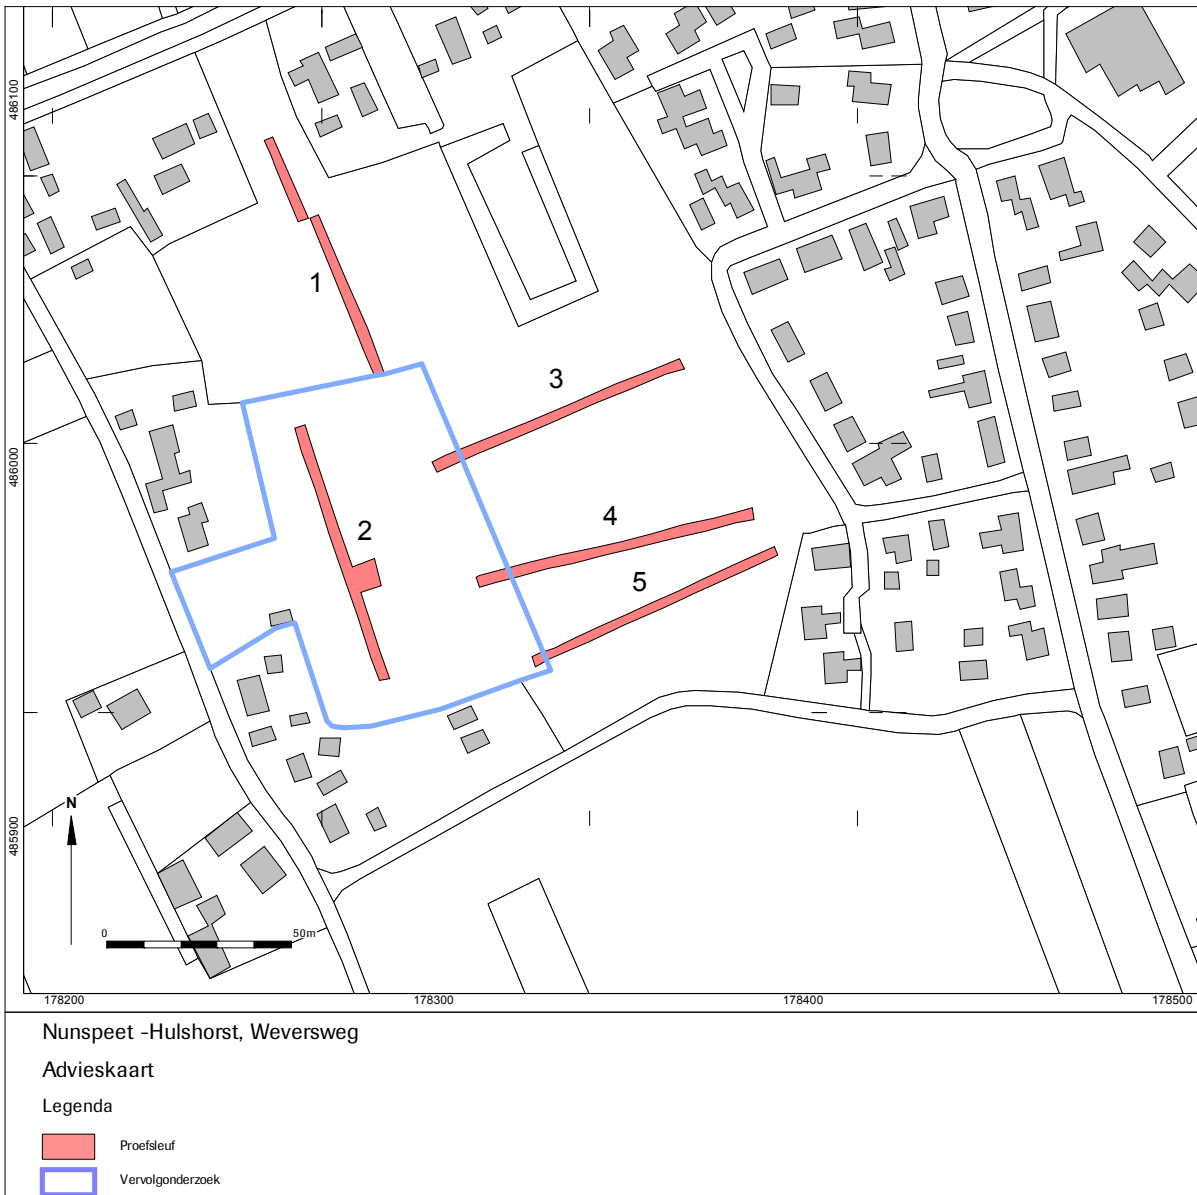 486100
1
3
486000
2
4
5
485900
N
0 50m
178200 178300 178400 178500
Nunspeet -Hulshorst, Weversweg
Advieskaart
Legenda
Proefsleuf
Vervolgonderzoek